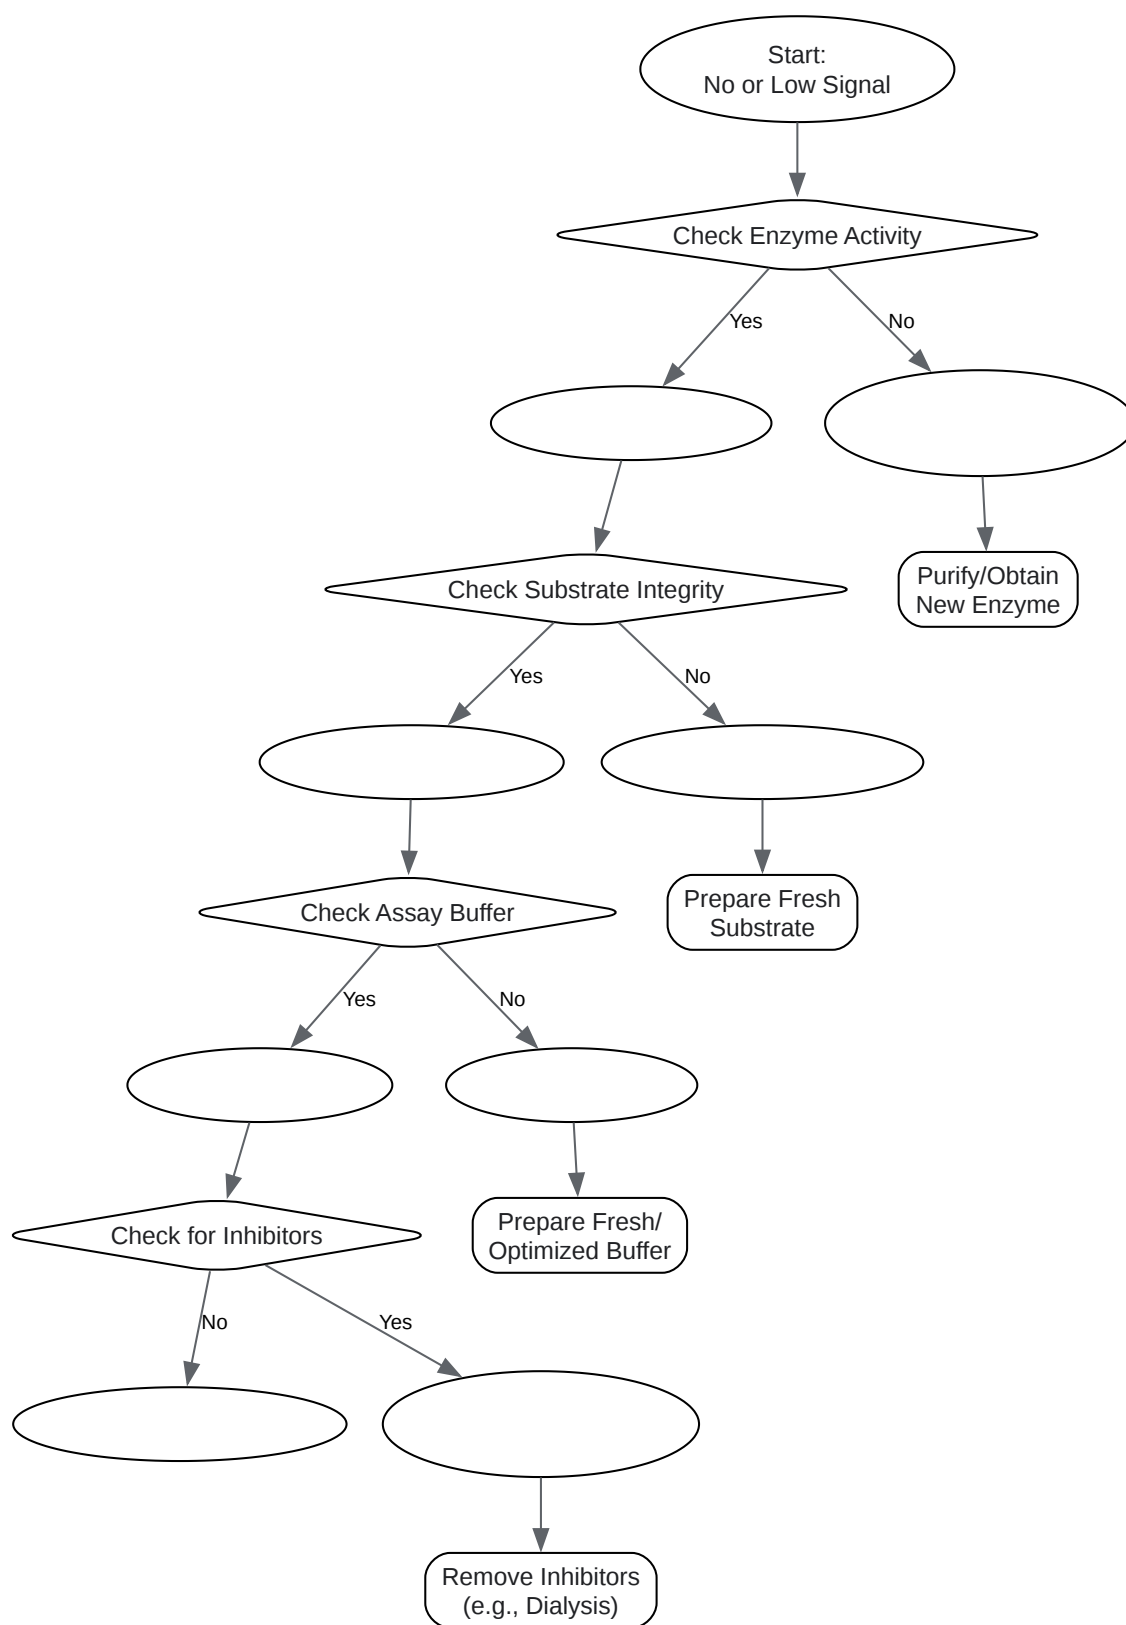 Start:
No or Low Signal
Check Enzyme Activity
Yes
No
Check Substrate Integrity
Purify/Obtain
New Enzyme
Yes
No
Check Assay Buffer
Prepare Fresh
Substrate
Yes
No
Check for Inhibitors
Prepare Fresh/
Optimized Buffer
No
Yes
Remove Inhibitors
(e.g., Dialysis)